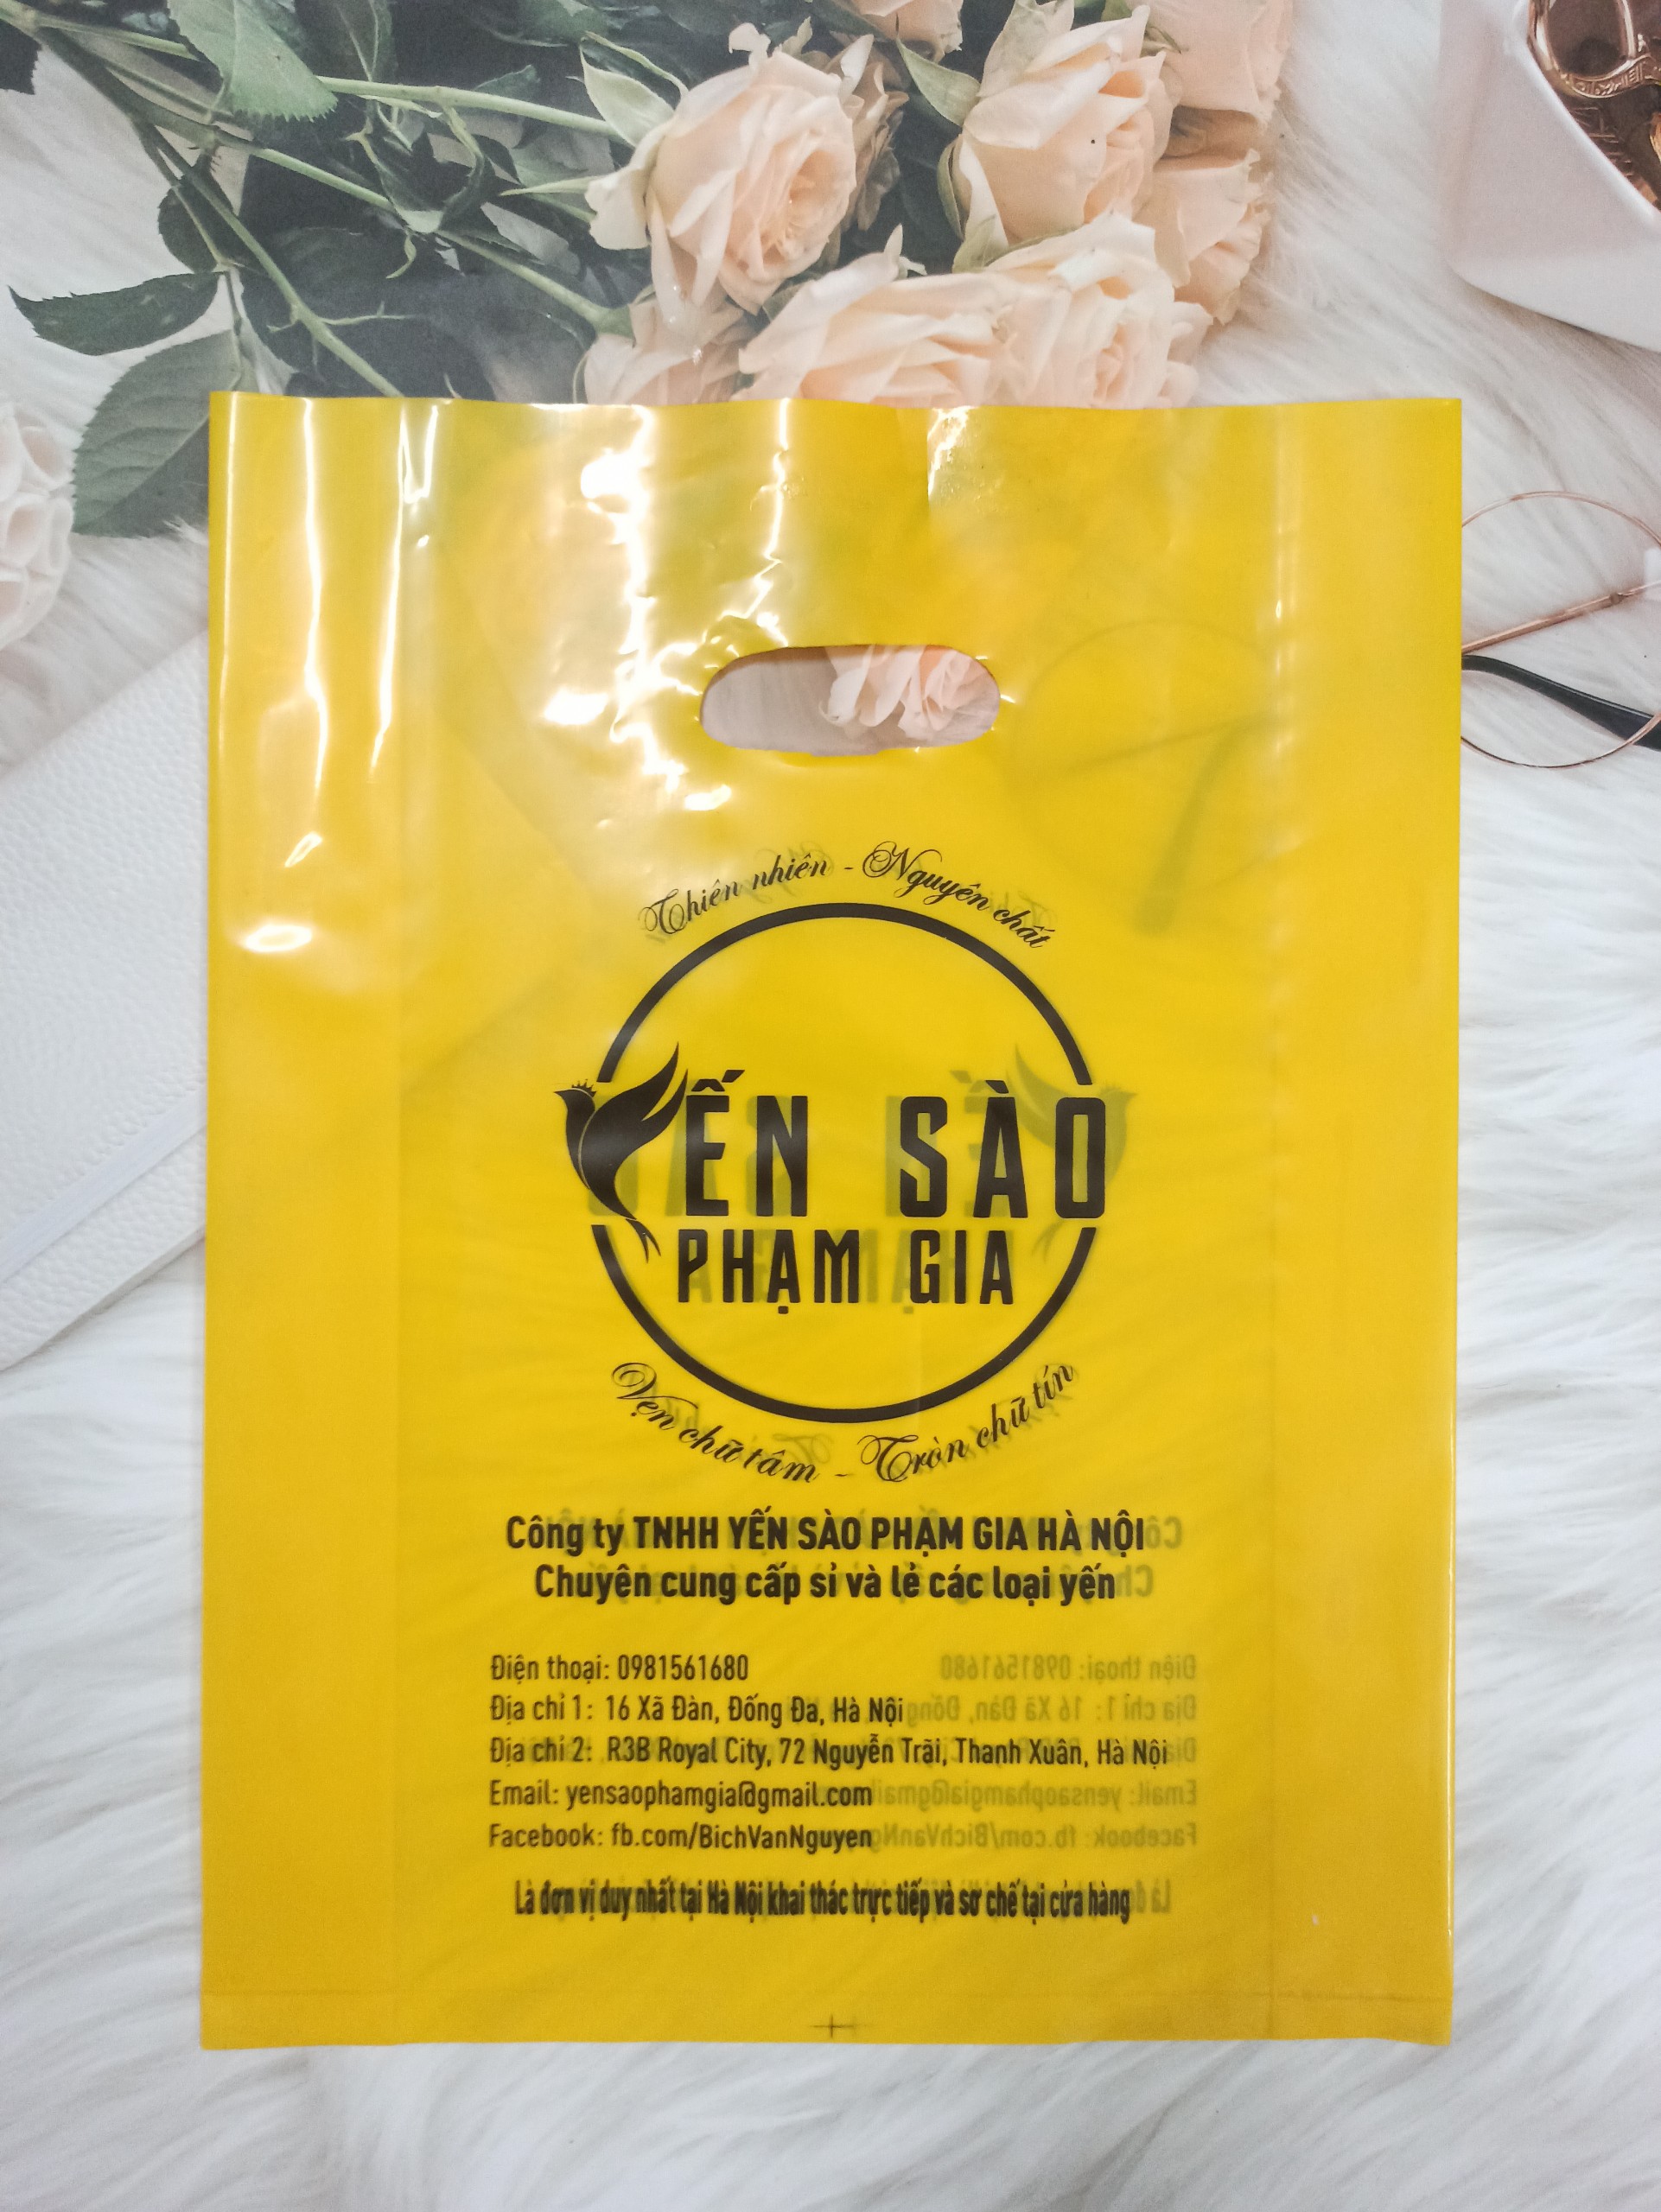 Thiên nhiên - Nguyên chất
YẾN SÀO
PHẠM GIA
Vẹn chữ tâm - Tròn chữ tín
Công ty TNHH YẾN SÀO PHẠM GIA HÀ NỘI
Chuyên cung cấp sỉ và lẻ các loại yến
Điện thoại: 0981561680
Địa chỉ 1: 16 Xã Đàn, Đống Đa, Hà Nội
Địa chỉ 2: R3B Royal City, 72 Nguyễn Trãi, Thanh Xuân, Hà Nội
Email: yensaophamgia@gmail.com
Facebook: fb.com/BichVanNguyen
Là đơn vị duy nhất tại Hà Nội khai thác trực tiếp và sơ chế tại cửa hàng